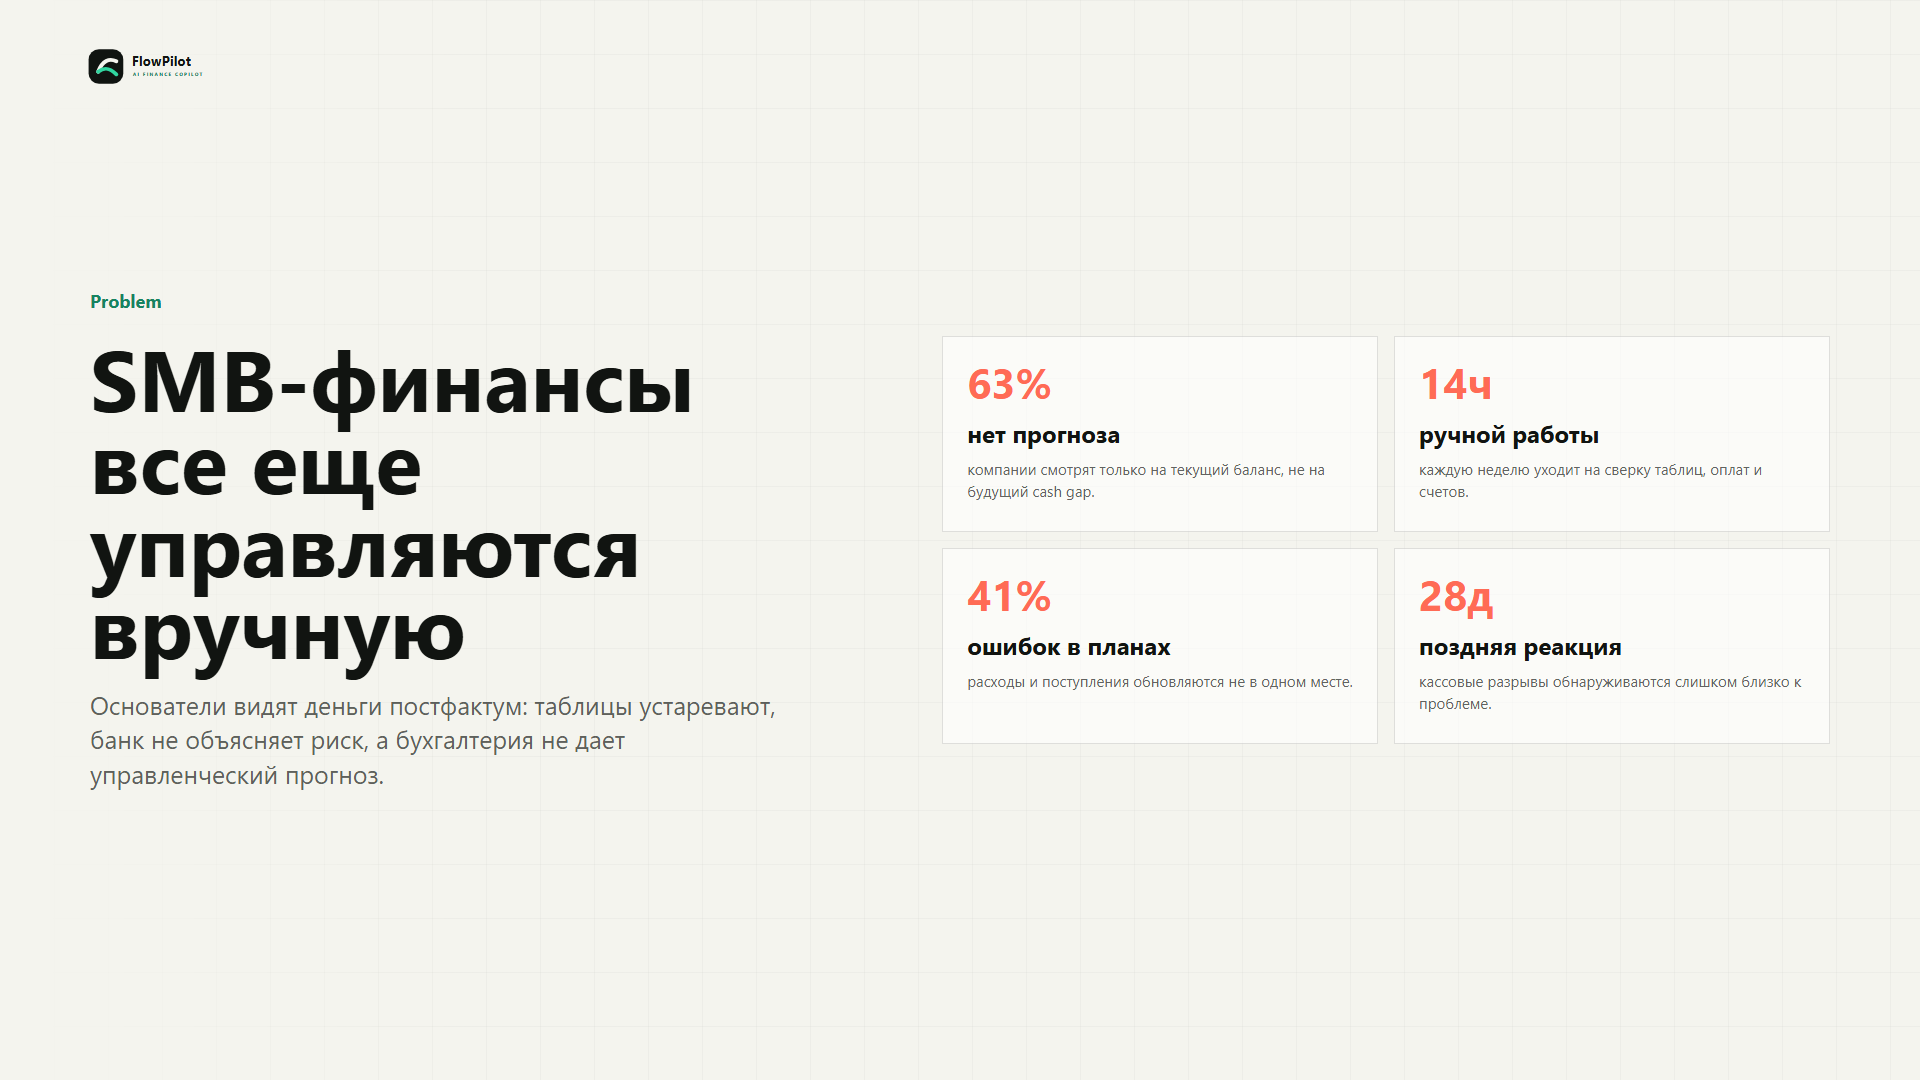 FlowPilot
AI FINANCE COPILOT
Problem
SMB-финансы
все еще
управляются
вручную
Основатели видят деньги постфактум: таблицы устаревают,
банк не объясняет риск, а бухгалтерия не дает
управленческий прогноз.
63%
нет прогноза
компании смотрят только на текущий баланс, не на
будущий cash gap.
14ч
ручной работы
каждую неделю уходит на сверку таблиц, оплат и
счетов.
41%
ошибок в планах
расходы и поступления обновляются не в одном месте.
28д
поздняя реакция
кассовые разрывы обнаруживаются слишком близко к
проблеме.